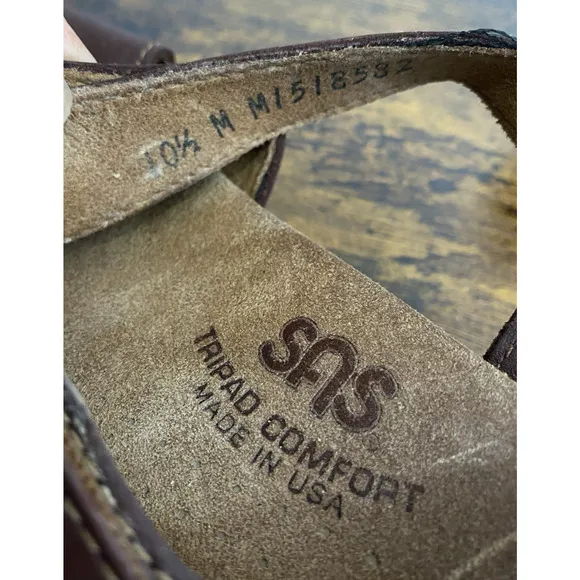 10½ M M1518582
SAS
TRIPAD COMFORT
MADE IN USA